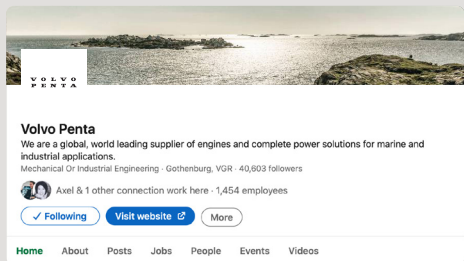 VOLVO
PENTA
Volvo Penta
We are a global, world leading supplier of engines and complete power solutions for marine and
industrial applications.
Mechanical Or Industrial Engineering · Gothenburg, VGR · 40,603 followers
Axel & 1 other connection work here · 1,454 employees
✓ Following Visit website More
Home About Posts Jobs People Events Videos